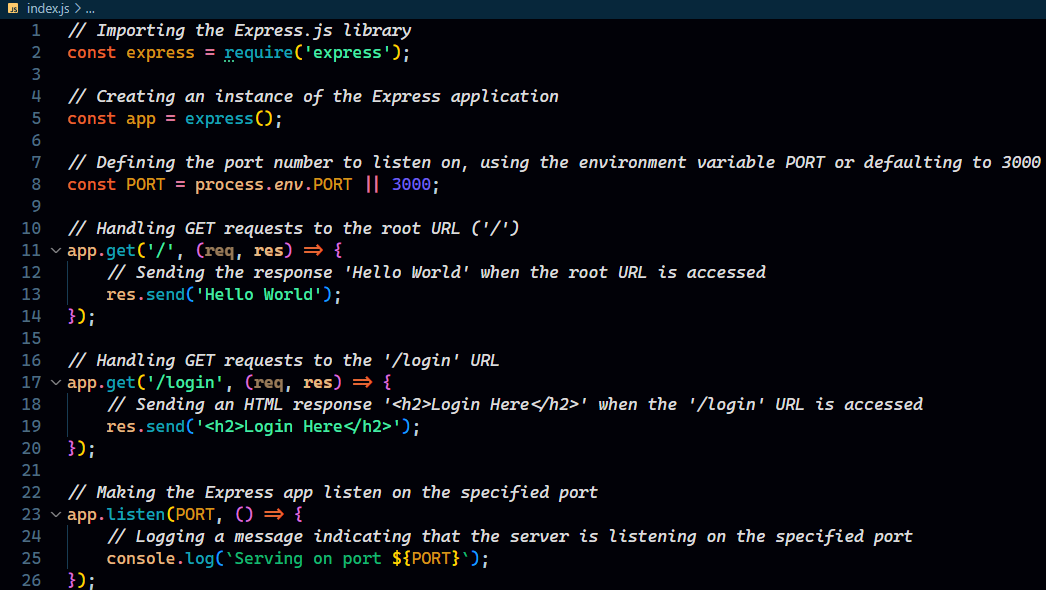 JS index.js > ...
1 // Importing the Express.js library
2 const express = require('express');
3
4 // Creating an instance of the Express application
5 const app = express();
6
7 // Defining the port number to listen on, using the environment variable PORT or defaulting to 3000
8 const PORT = process.env.PORT || 3000;
9
10 // Handling GET requests to the root URL ('/')
11 app.get('/', (req, res) => {
12     // Sending the response 'Hello World' when the root URL is accessed
13     res.send('Hello World');
14 });
15
16 // Handling GET requests to the '/login' URL
17 app.get('/login', (req, res) => {
18     // Sending an HTML response '<h2>Login Here</h2>' when the '/login' URL is accessed
19     res.send('<h2>Login Here</h2>');
20 });
21
22 // Making the Express app listen on the specified port
23 app.listen(PORT, () => {
24     // Logging a message indicating that the server is listening on the specified port
25     console.log(`Serving on port ${PORT}`);
26 });